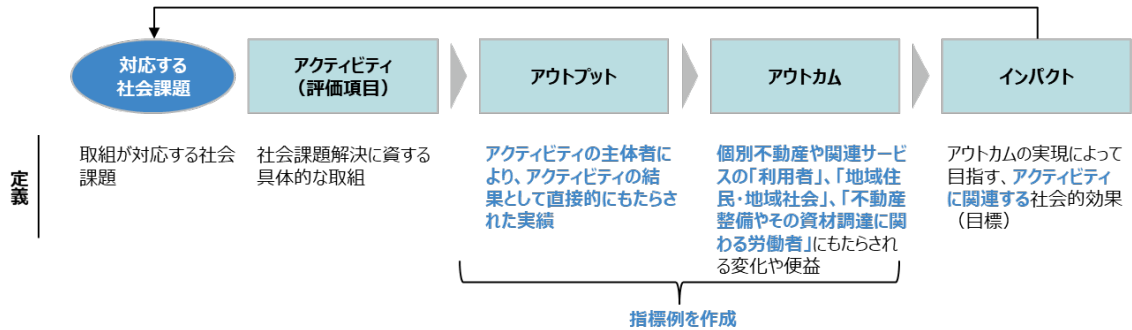 対応する
社会課題
アクティビティ
（評価項目）
アウトプット
アウトカム
インパクト
定義
取組が対応する社会
課題
社会課題解決に資する
具体的な取組
アクティビティの主体者に
より、アクティビティの結
果として直接的にもたらさ
れた実績
個別不動産や関連サービ
スの「利用者」、「地域住
民・地域社会」、「不動産
整備やその資材調達に関
わる労働者」にもたらされ
る変化や便益
アウトカムの実現によって
目指す、アクティビティ
に関連する社会的効果
（目標）
指標例を作成